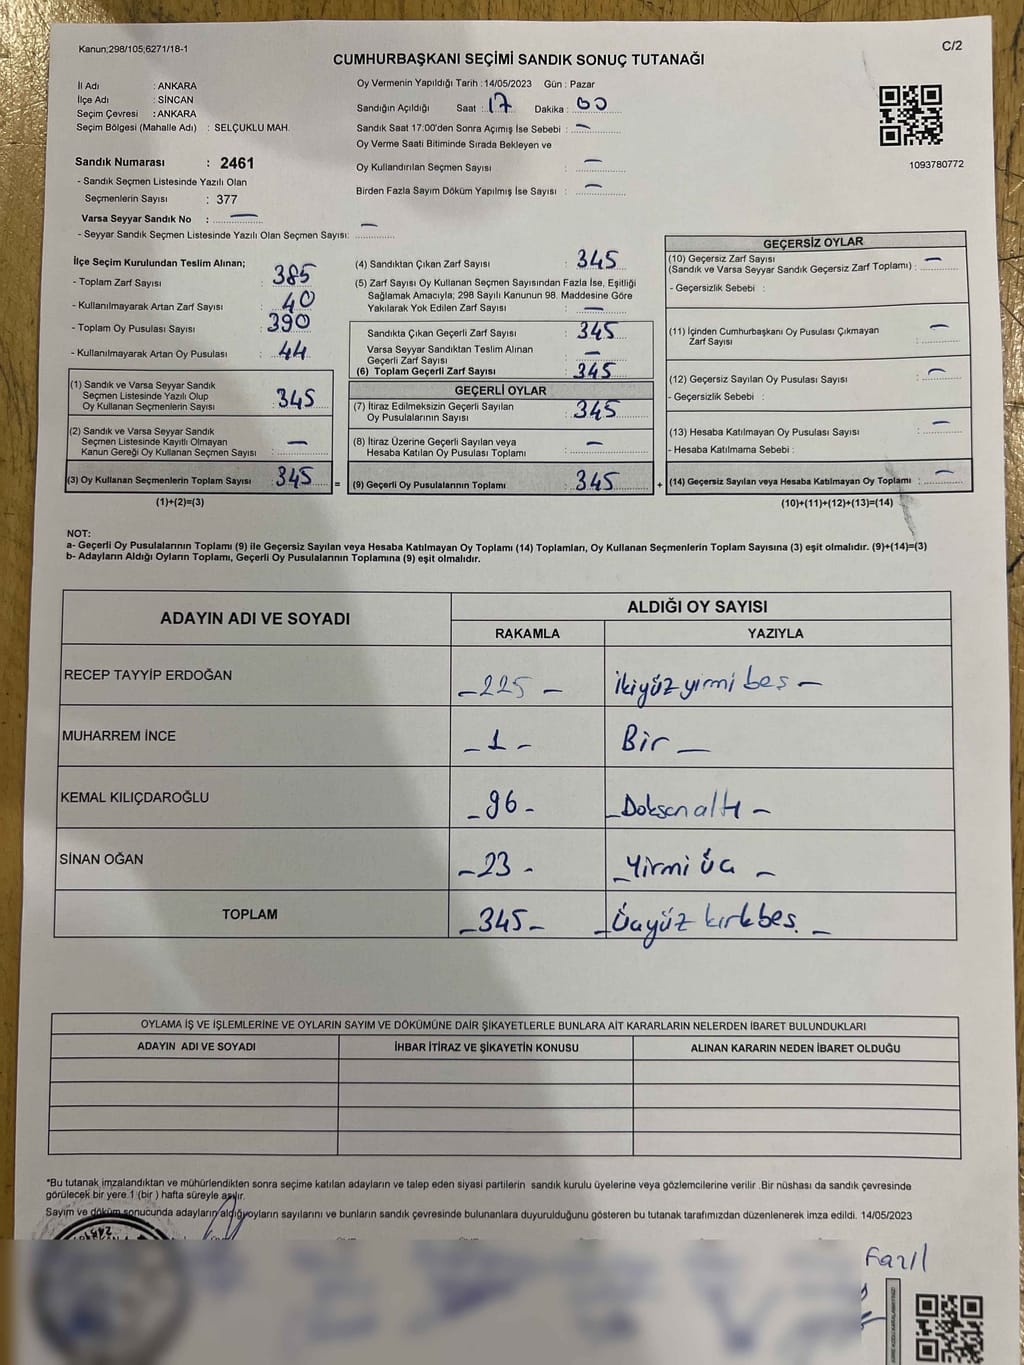 Kanun;298/105;6271/18-1
C/2
CUMHURBAŞKANI SEÇİMİ SANDIK SONUÇ TUTANAĞI
İl Adı : ANKARA
İlçe Adı : SİNCAN
Seçim Çevresi : ANKARA
Seçim Bölgesi (Mahalle Adı) : SELÇUKLU MAH.
Sandık Numarası : 2461
- Sandık Seçmen Listesinde Yazılı Olan
Seçmenlerin Sayısı : 377
Varsa Seyyar Sandık No : —
- Seyyar Sandık Seçmen Listesinde Yazılı Olan Seçmen Sayısı: —
Oy Vermenin Yapıldığı Tarih : 14/05/2023 Gün : Pazar
Sandığın Açıldığı Saat : 17 Dakika : 00
Sandık Saat 17:00'den Sonra Açımış İse Sebebi : —
Oy Verme Saati Bitiminde Sırada Bekleyen ve
Oy Kullandırılan Seçmen Sayısı : —
Birden Fazla Sayım Döküm Yapılmış İse Sayısı : —
1093780772
İlçe Seçim Kurulundan Teslim Alınan;
- Toplam Zarf Sayısı : 385
- Kullanılmayarak Artan Zarf Sayısı : 40
- Toplam Oy Pusulası Sayısı : 390
- Kullanılmayarak Artan Oy Pusulası : 44
(1) Sandık ve Varsa Seyyar Sandık
Seçmen Listesinde Yazılı Olup
Oy Kullanan Seçmenlerin Sayısı : 345
(2) Sandık ve Varsa Seyyar Sandık
Seçmen Listesinde Kayıtlı Olmayan
Kanun Gereği Oy Kullanan Seçmen Sayısı : —
(3) Oy Kullanan Seçmenlerin Toplam Sayısı : 345 =
(1)+(2)=(3)
(4) Sandıktan Çıkan Zarf Sayısı : 345
(5) Zarf Sayısı Oy Kullanan Seçmen Sayısından Fazla İse, Eşitliği
Sağlamak Amacıyla; 298 Sayılı Kanunun 98. Maddesine Göre
Yakılarak Yok Edilen Zarf Sayısı : —
Sandıkta Çıkan Geçerli Zarf Sayısı : 345
Varsa Seyyar Sandıktan Teslim Alınan
Geçerli Zarf Sayısı : —
(6) Toplam Geçerli Zarf Sayısı : 345
GEÇERLİ OYLAR
(7) İtiraz Edilmeksizin Geçerli Sayılan
Oy Pusulalarının Sayısı : 345
(8) İtiraz Üzerine Geçerli Sayılan veya
Hesaba Katılan Oy Pusulası Toplamı : —
(9) Geçerli Oy Pusulalarının Toplamı : 345 +
GEÇERSİZ OYLAR
(10) Geçersiz Zarf Sayısı
(Sandık ve Varsa Seyyar Sandık Geçersiz Zarf Toplamı) : —
- Geçersizlik Sebebi :
(11) İçinden Cumhurbaşkanı Oy Pusulası Çıkmayan
Zarf Sayısı : —
(12) Geçersiz Sayılan Oy Pusulası Sayısı : —
- Geçersizlik Sebebi :
(13) Hesaba Katılmayan Oy Pusulası Sayısı : —
- Hesaba Katılmama Sebebi :
(14) Geçersiz Sayılan veya Hesaba Katılmayan Oy Toplamı : —
(10)+(11)+(12)+(13)=(14)
NOT:
a- Geçerli Oy Pusulalarının Toplamı (9) ile Geçersiz Sayılan veya Hesaba Katılmayan Oy Toplamı (14) Toplamları, Oy Kullanan Seçmenlerin Toplam Sayısına (3) eşit olmalıdır. (9)+(14)=(3)
b- Adayların Aldığı Oyların Toplamı, Geçerli Oy Pusulalarının Toplamına (9) eşit olmalıdır.
ADAYIN ADI VE SOYADI
ALDIĞI OY SAYISI
RAKAMLA YAZIYLA
RECEP TAYYİP ERDOĞAN – 225 – İkiyüz yirmi beş –
MUHARREM İNCE – 1 – Bir —
KEMAL KILIÇDAROĞLU – 96 – – Doksan altı –
SİNAN OĞAN – 23 – – Yirmi üç –
TOPLAM – 345 – – Üçyüz kırkbeş. –
OYLAMA İŞ VE İŞLEMLERİNE VE OYLARIN SAYIM VE DÖKÜMÜNE DAİR ŞİKAYETLERLE BUNLARA AİT KARARLARIN NELERDEN İBARET BULUNDUKLARI
ADAYIN ADI VE SOYADI İHBAR İTİRAZ VE ŞİKAYETİN KONUSU ALINAN KARARIN NEDEN İBARET OLDUĞU
*Bu tutanak imzalandıktan ve mühürlendikten sonra seçime katılan adayların ve talep eden siyasi partilerin sandık kurulu üyelerine veya gözlemcilerine verilir .Bir nüshası da sandık çevresinde
görülecek bir yere 1 (bir ) hafta süreyle asılır.
Sayım ve döküm sonucunda adayların aldığı oyların sayılarını ve bunların sandık çevresinde bulunanlara duyurulduğunu gösteren bu tutanak tarafımızdan düzenlenerek imza edildi. 14/05/2023
Fazıl